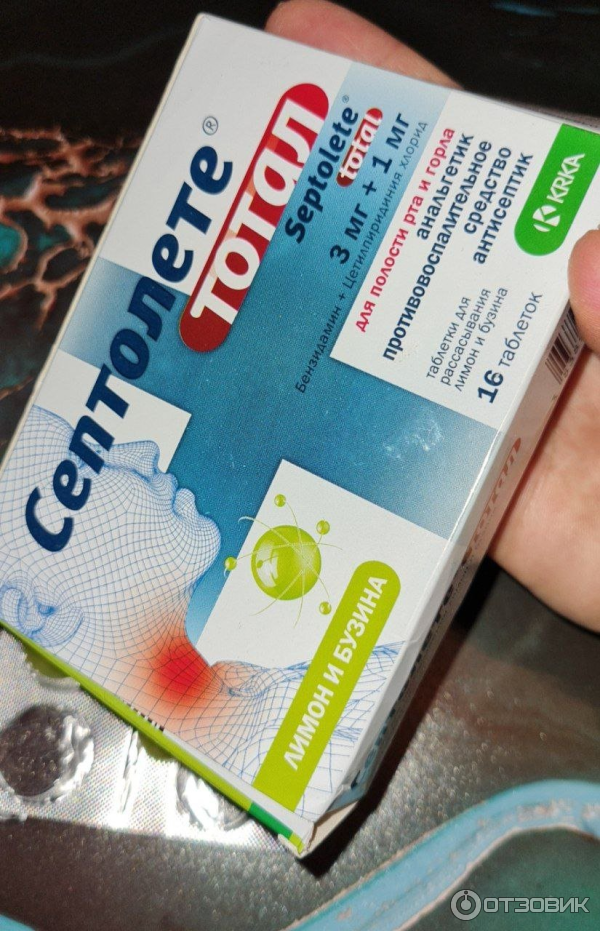 Септолете®
тотал
Septolete®
total
3 мг + 1 мг
Бензидамин + Цетилпиридиния хлорид
для полости рта и горла
анальгетик
противовоспалительное
средство
антисептик
таблетки для
рассасывания
лимон и бузина
16 таблеток
KRKA
ЛИМОН И БУЗИНА
ОТЗОВИК